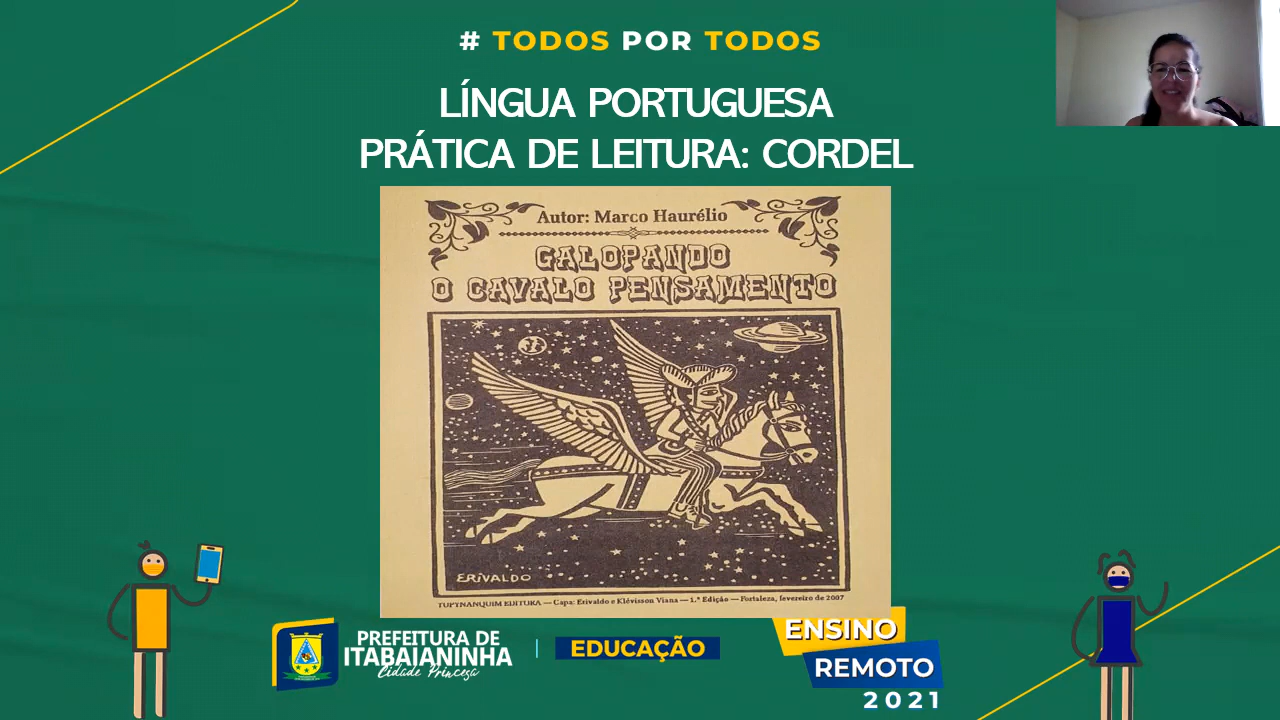 # TODOS POR TODOS
LÍNGUA PORTUGUESA
PRÁTICA DE LEITURA: CORDEL
Autor: Marco Haurélio
GALOPANDO
O CAVALO PENSAMENTO
ERIVALDO
TUPYNANQUIM EDITORA — Capa: Erivaldo e Klévisson Viana — 1.ª Edição — Fortaleza, fevereiro de 2007
PREFEITURA DE
ITABAIANINHA
Cidade Princesa
EDUCAÇÃO
ENSINO
REMOTO
2021